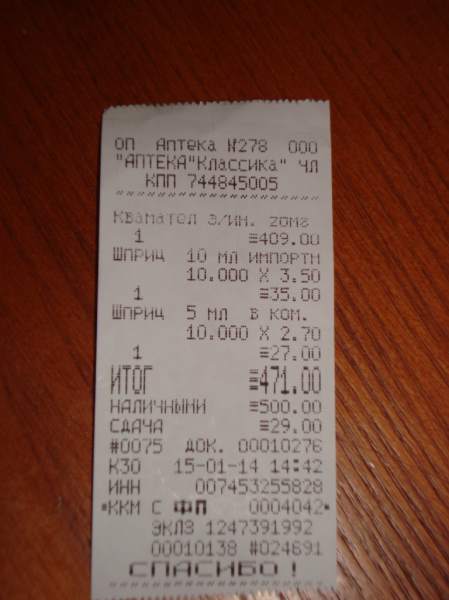 ОП Аптека №278 ООО
"АПТЕКА"Классика" ЧЛ
КПП 744845005
Квамател э/ин. 20мг
1 ≡409.00
Шприц 10 мл импортн
10.000 X 3.50
1 ≡35.00
Шприц 5 мл в ком.
10.000 X 2.70
1 ≡27.00
ИТОГ ≡471.00
НАЛИЧНЫМИ ≡500.00
СДАЧА ≡29.00
#0075 ДОК. 00010276
К30 15-01-14 14:42
ИНН 007453255828
*ККМ С ФП 0004042*
ЭКЛЗ 1247391992
00010138 #024691
СПАСИБО!